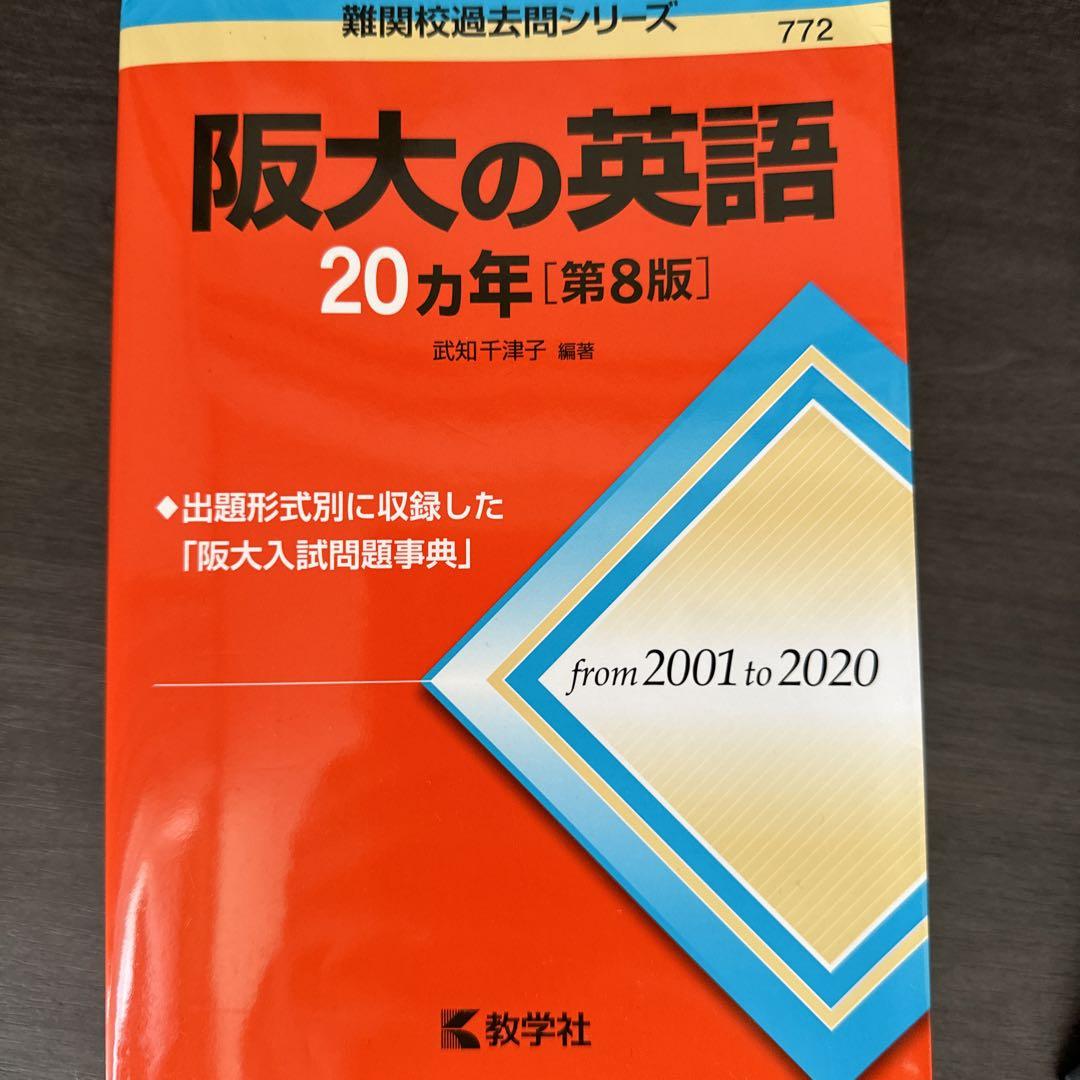 難関校過去問シリーズ
772
阪大の英語
20カ年［第8版］
武知千津子 編著
◆出題形式別に収録した
「阪大入試問題事典」
from 2001 to 2020
教学社